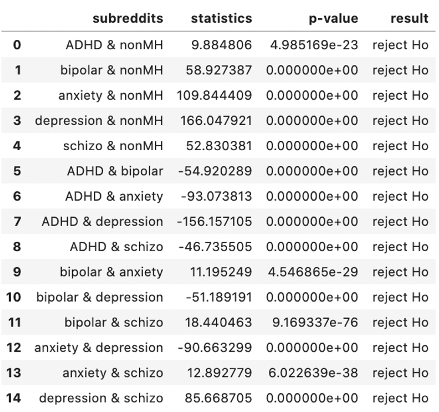 subreddits statistics p-value result
0 ADHD & nonMH 9.884806 4.985169e-23 reject Ho
1 bipolar & nonMH 58.927387 0.000000e+00 reject Ho
2 anxiety & nonMH 109.844409 0.000000e+00 reject Ho
3 depression & nonMH 166.047921 0.000000e+00 reject Ho
4 schizo & nonMH 52.830381 0.000000e+00 reject Ho
5 ADHD & bipolar -54.920289 0.000000e+00 reject Ho
6 ADHD & anxiety -93.073813 0.000000e+00 reject Ho
7 ADHD & depression -156.157105 0.000000e+00 reject Ho
8 ADHD & schizo -46.735505 0.000000e+00 reject Ho
9 bipolar & anxiety 11.195249 4.546865e-29 reject Ho
10 bipolar & depression -51.189191 0.000000e+00 reject Ho
11 bipolar & schizo 18.440463 9.169337e-76 reject Ho
12 anxiety & depression -90.663299 0.000000e+00 reject Ho
13 anxiety & schizo 12.892779 6.022639e-38 reject Ho
14 depression & schizo 85.668705 0.000000e+00 reject Ho